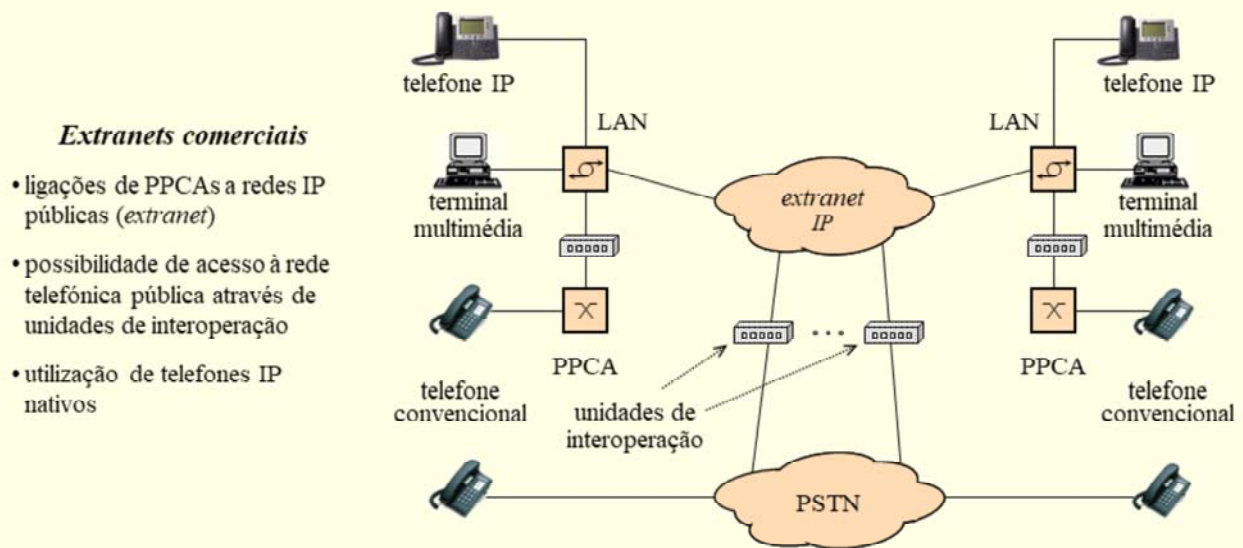 Extranets comerciais
• ligações de PPCAs a redes IP
públicas (extranet)
• possibilidade de acesso à rede
telefónica pública através de
unidades de interoperação
• utilização de telefones IP
nativos
telefone IP
LAN
terminal
multimédia
PPCA
telefone
convencional
extranet
IP
unidades de
interoperação
PSTN
telefone IP
LAN
terminal
multimédia
PPCA
telefone
convencional